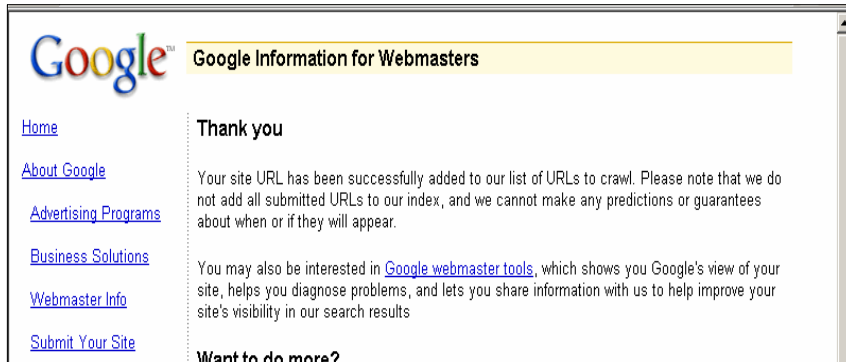 Google™
Google Information for Webmasters
Home
About Google
Advertising Programs
Business Solutions
Webmaster Info
Submit Your Site
Thank you
Your site URL has been successfully added to our list of URLs to crawl. Please note that we do
not add all submitted URLs to our index, and we cannot make any predictions or guarantees
about when or if they will appear.
You may also be interested in Google webmaster tools, which shows you Google's view of your
site, helps you diagnose problems, and lets you share information with us to help improve your
site's visibility in our search results
Want to do more?